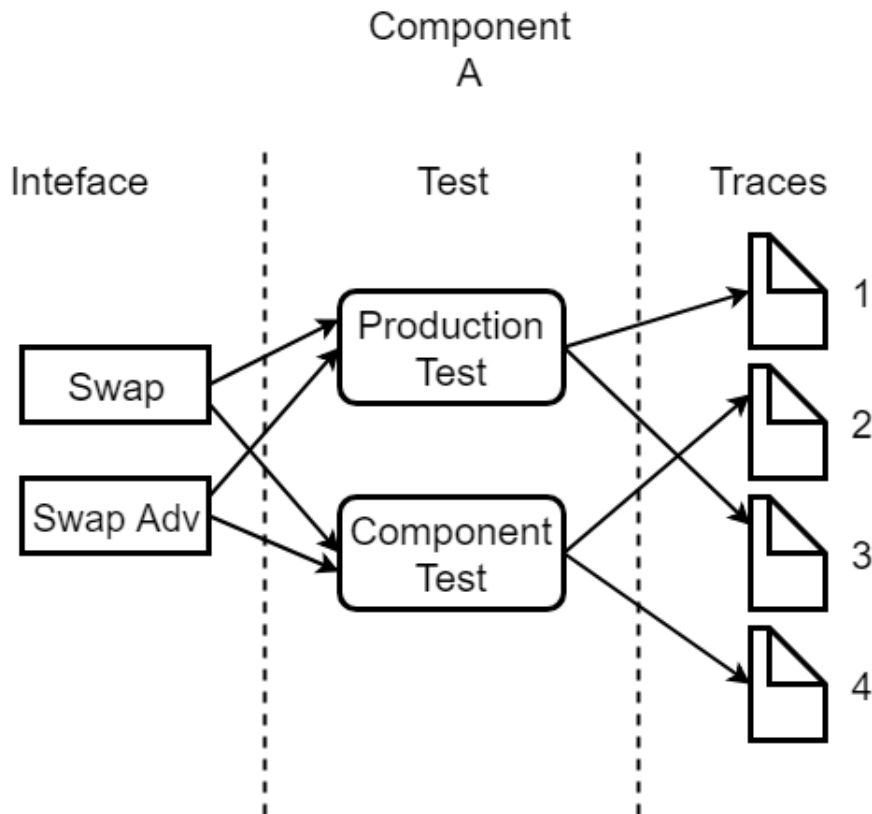 Component
A
Inteface
Test
Traces
1
Production
Test
Swap
2
Swap Adv
Component
Test
3
4